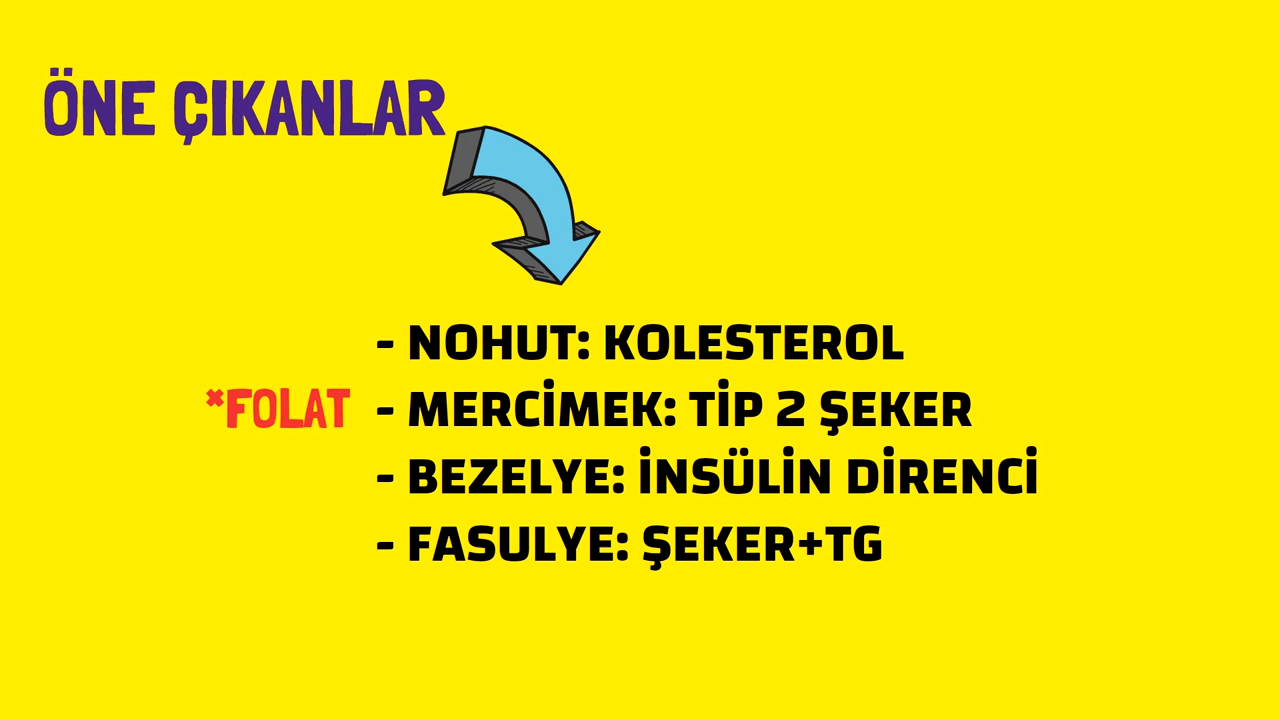 ÖNE ÇIKANLAR
- NOHUT: KOLESTEROL
*FOLAT - MERCİMEK: TİP 2 ŞEKER
- BEZELYE: İNSÜLİN DİRENCİ
- FASULYE: ŞEKER+TG